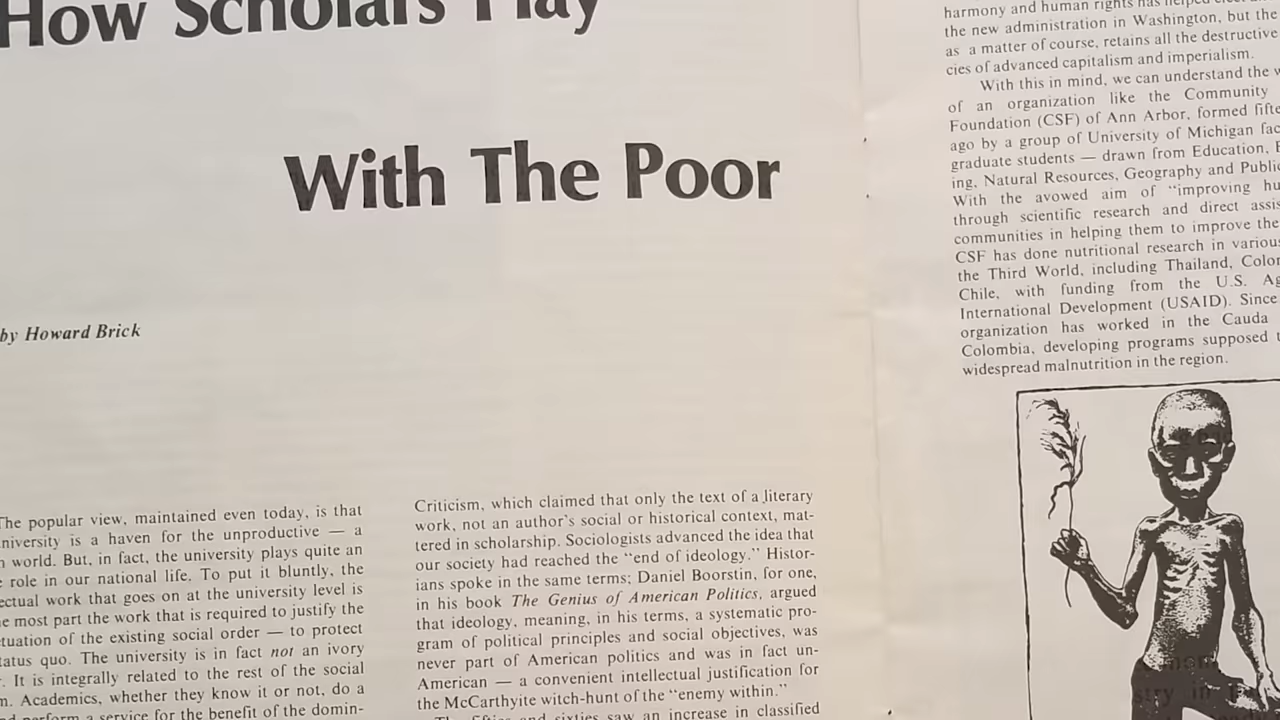 How Scholars Play
With The Poor
by Howard Brick
The popular view, maintained even today, is that
is a haven for the unproductive — a
world. But, in fact, the university plays quite an
role in our national life. To put it bluntly, the
work that goes on at the university level is
most part the work that is required to justify the
of the existing social order — to protect
quo. The university is in fact not an ivory
It is integrally related to the rest of the social
Academics, whether they know it or not, do a
perform a service for the benefit of the domin-
Criticism, which claimed that only the text of a literary
work, not an author's social or historical context, mat-
tered in scholarship. Sociologists advanced the idea that
our society had reached the “end of ideology.” Histor-
ians spoke in the same terms; Daniel Boorstin, for one,
in his book The Genius of American Politics, argued
that ideology, meaning, in his terms, a systematic pro-
gram of political principles and social objectives, was
never part of American politics and was in fact un-
American — a convenient intellectual justification for
the McCarthyite witch-hunt of the “enemy within.”
The fifties and sixties saw an increase in classified
harmony and human rights has helped
the new administration in Washington, but the
as a matter of course, retains all the destructive
cies of advanced capitalism and imperialism.
With this in mind, we can understand the
of an organization like the Community
Foundation (CSF) of Ann Arbor, formed
ago by a group of University of Michigan
graduate students — drawn from Education,
ing, Natural Resources, Geography and
With the avowed aim of “improving
through scientific research and direct
communities in helping them to improve
CSF has done nutritional research in
the Third World, including Thailand,
Chile, with funding from the U.S.
International Development (USAID). Since
organization has worked in the Cauda
Colombia, developing programs supposed
widespread malnutrition in the region.